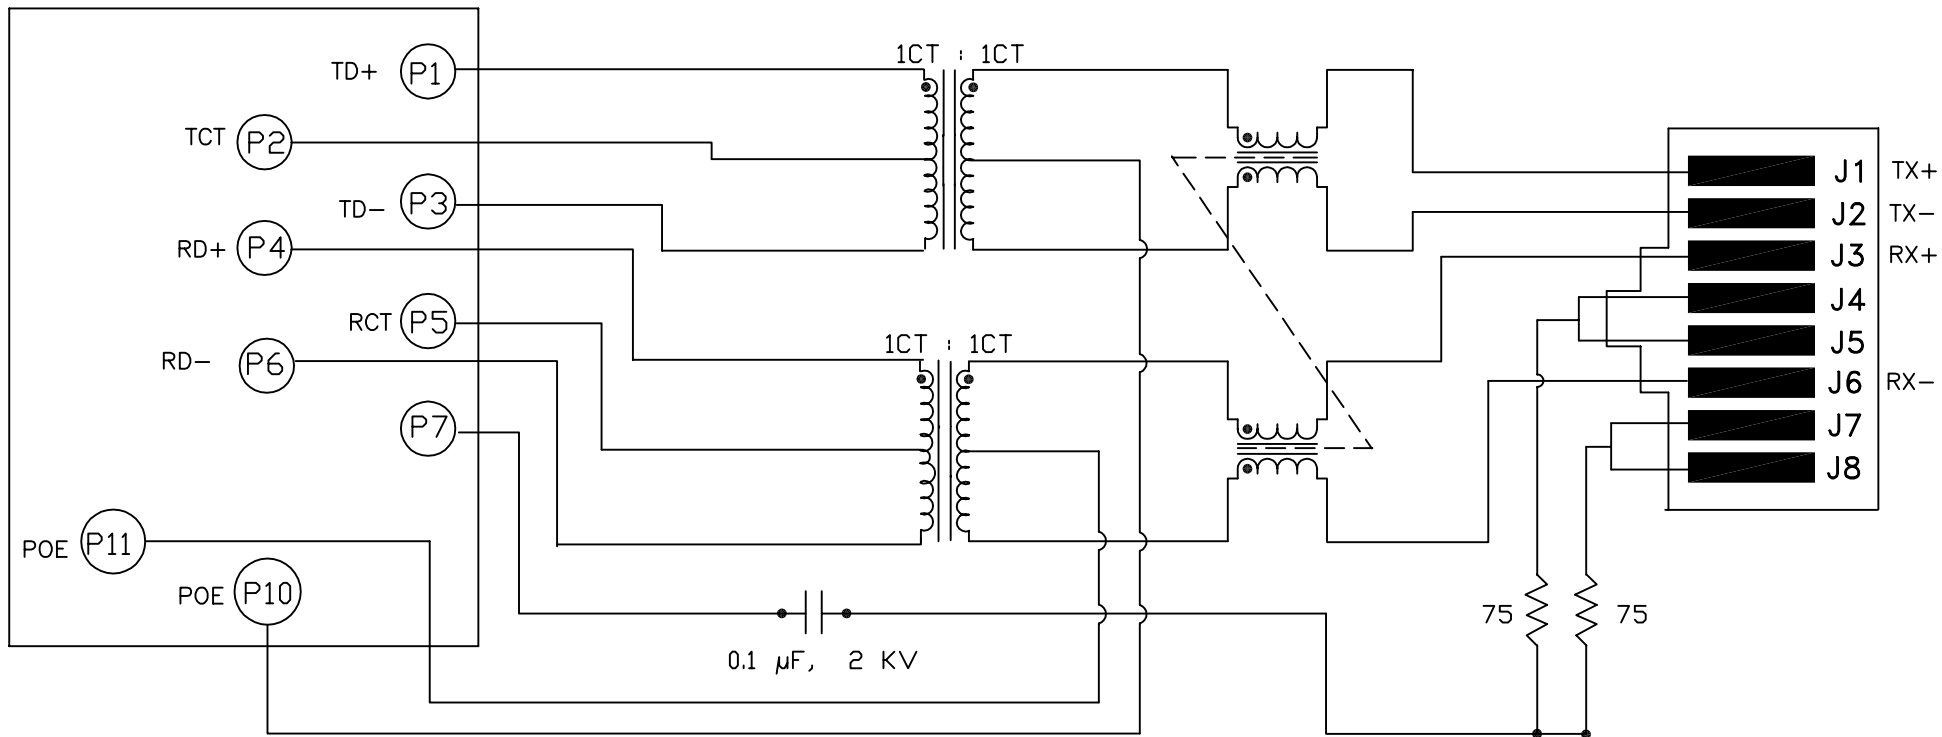 1CT : 1CT
TD+ P1
TCT P2
TD- P3
RD+ P4
RCT P5
RD- P6
P7
1CT : 1CT
POE P11
POE P10
0.1 µF, 2 KV
J1 TX+
J2 TX-
J3 RX+
J4
J5
J6 RX-
J7
J8
75 75